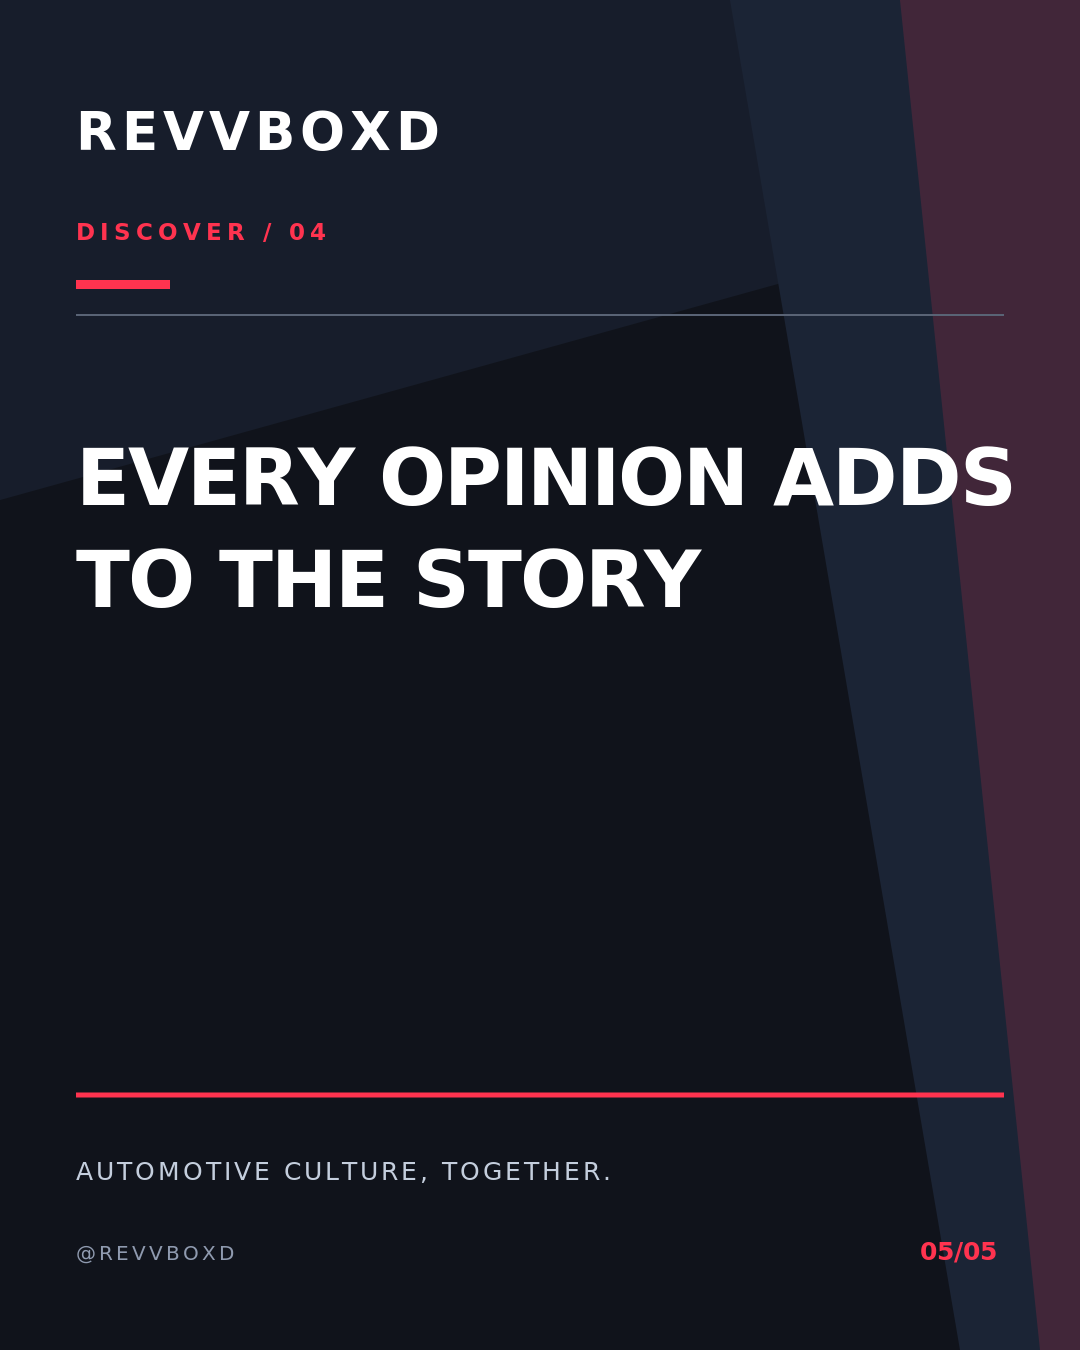 REVVBOXD
DISCOVER / 04
EVERY OPINION ADDS
TO THE STORY
AUTOMOTIVE CULTURE, TOGETHER.
@REVVBOXD
05/05